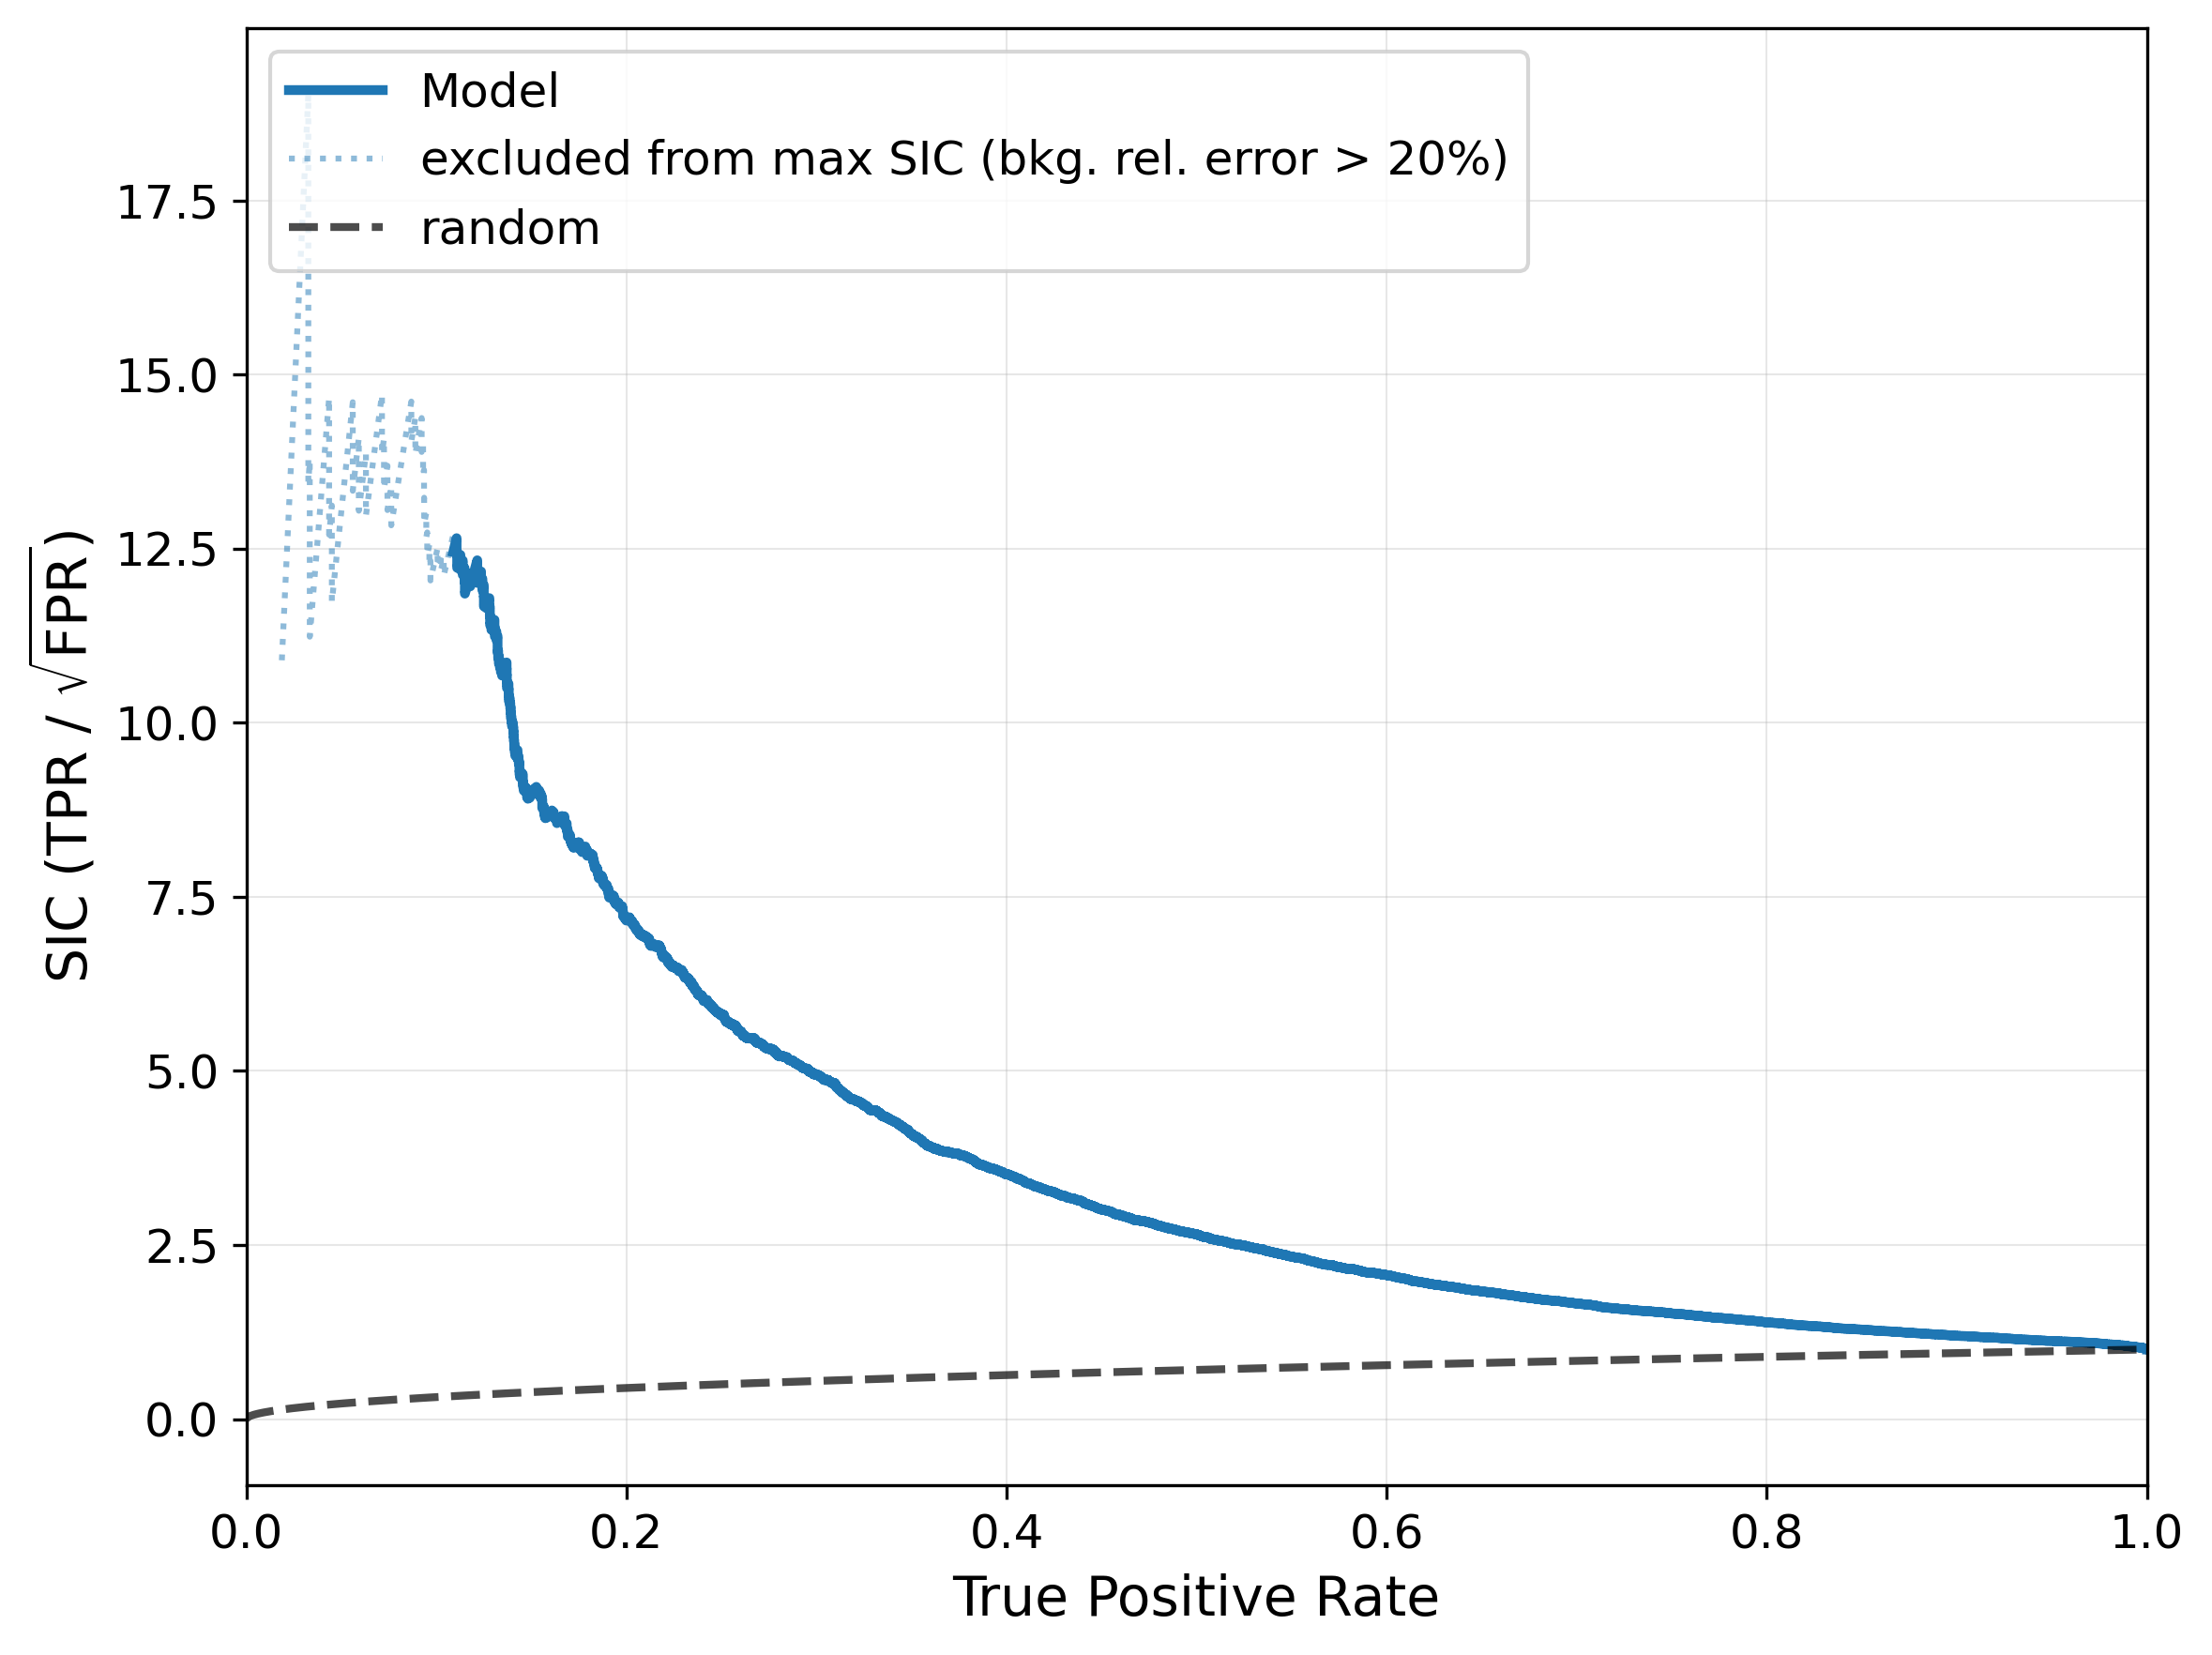 Model
excluded from max SIC (bkg. rel. error > 20%)
random
17.5
15.0
12.5
10.0
7.5
5.0
2.5
0.0
SIC (TPR / √FPR)
0.0 0.2 0.4 0.6 0.8 1.0
True Positive Rate